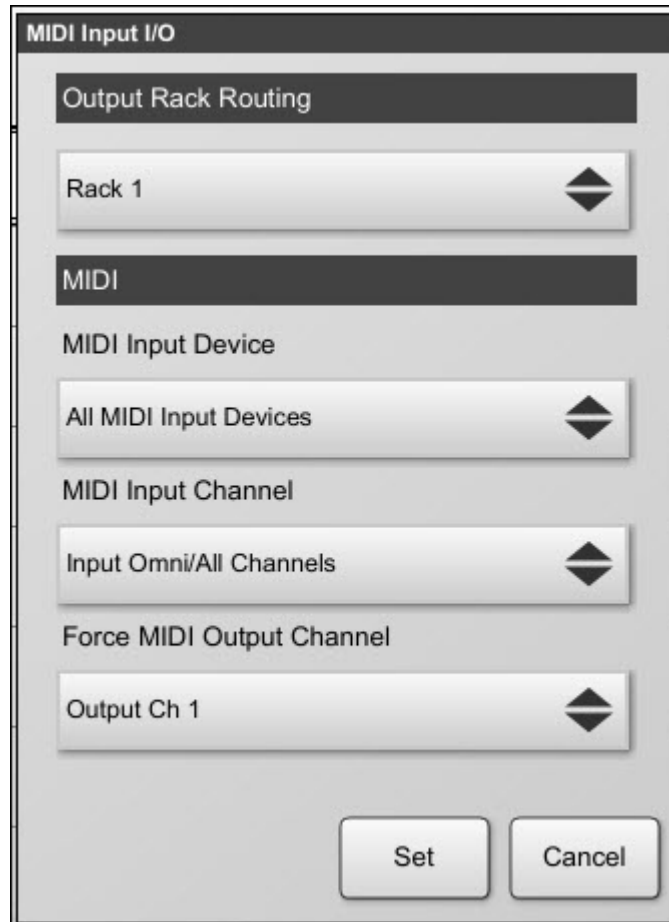 MIDI Input I/O
Output Rack Routing
Rack 1
MIDI
MIDI Input Device
All MIDI Input Devices
MIDI Input Channel
Input Omni/All Channels
Force MIDI Output Channel
Output Ch 1
Set Cancel